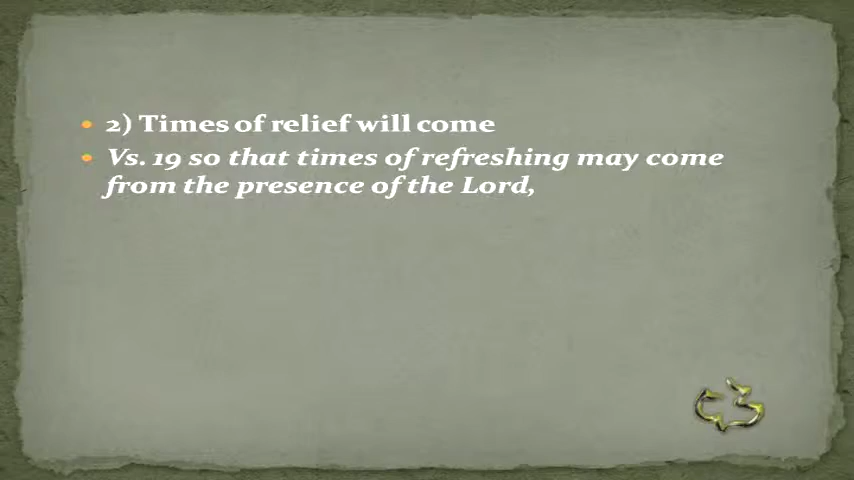 2) Times of relief will come
Vs. 19 so that times of refreshing may come
from the presence of the Lord,